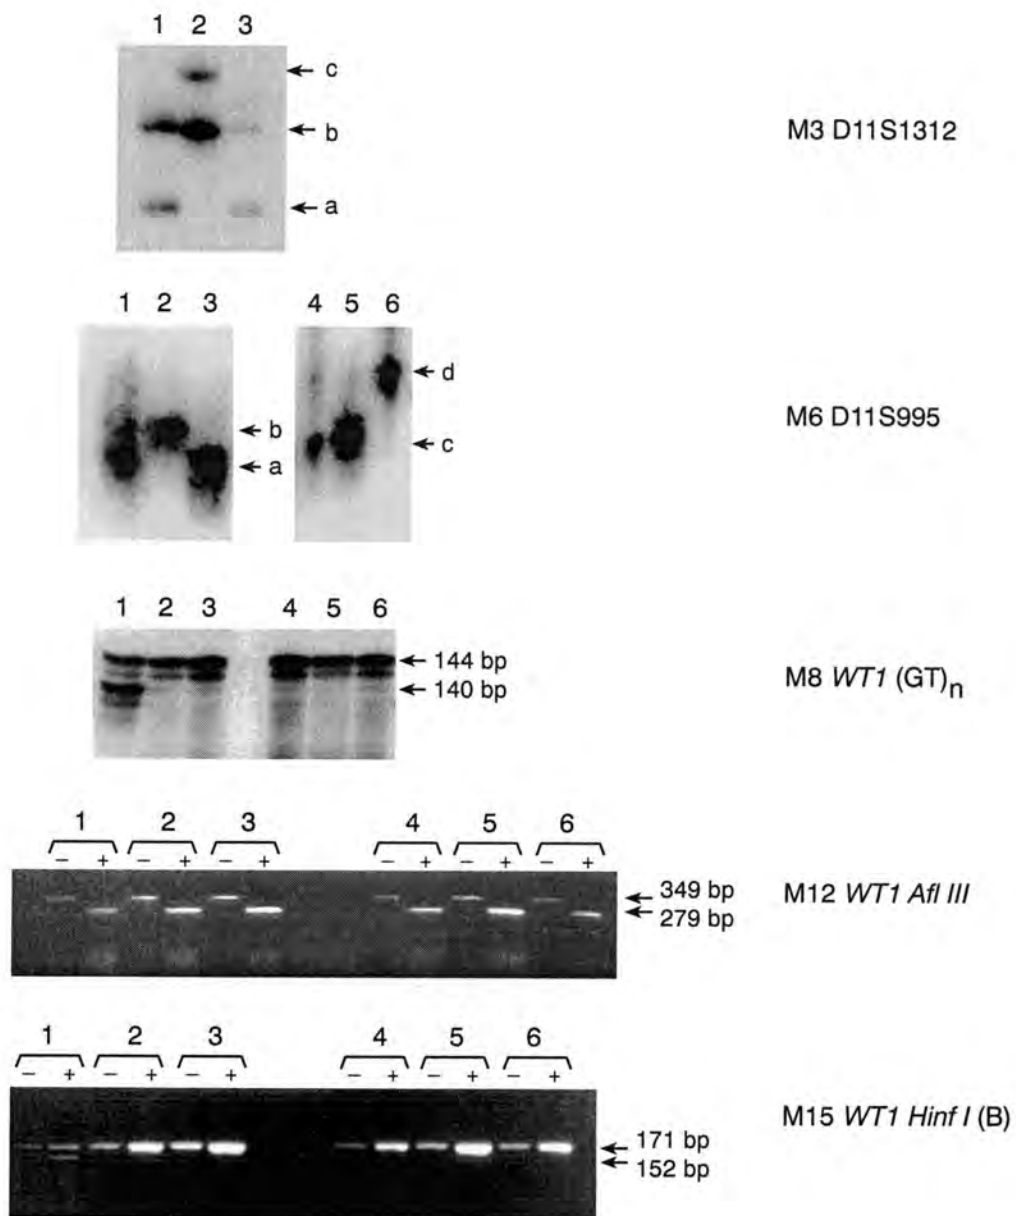 1 2 3
c
b
a
M3 D11S1312
1 2 3 4 5 6
d
b
c
a
M6 D11S995
1 2 3 4 5 6
144 bp
140 bp
M8 WT1 (GT)n
1 2 3 4 5 6
– + – + – + – + – + – +
349 bp
279 bp
M12 WT1 Afl III
1 2 3 4 5 6
– + – + – + – + – + – +
171 bp
152 bp
M15 WT1 Hinf I (B)